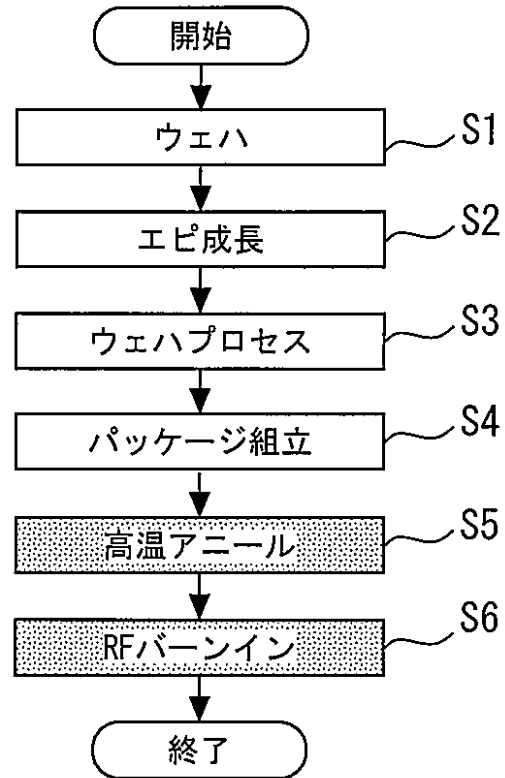 開始
ウェハ
S1
エピ成長
S2
ウェハプロセス
S3
パッケージ組立
S4
高温アニール
S5
RFバーンイン
S6
終了